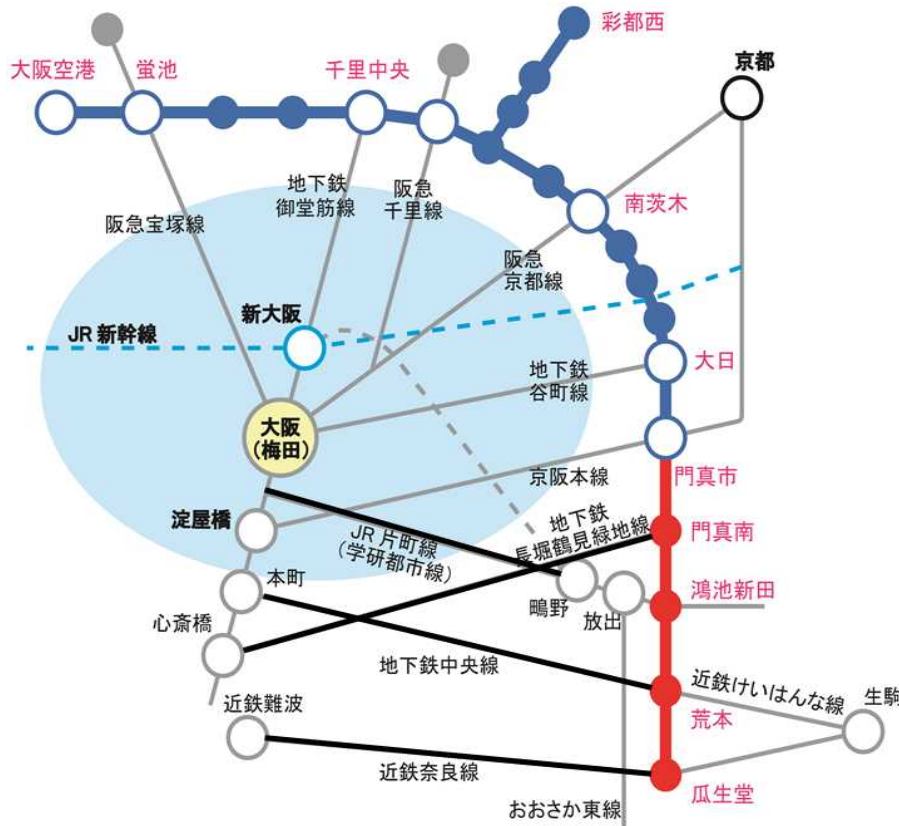 彩都西
大阪空港
蛍池
千里中央
京都
地下鉄
御堂筋線
阪急
千里線
南茨木
阪急宝塚線
阪急
京都線
新大阪
JR 新幹線
大日
地下鉄
谷町線
大阪
(梅田)
京阪本線
門真市
淀屋橋
地下鉄
長堀鶴見緑地線
JR 片町線
(学研都市線)
門真南
本町
鴫野
放出
鴻池新田
心斎橋
地下鉄中央線
近鉄けいはんな線
生駒
近鉄難波
荒本
近鉄奈良線
瓜生堂
おおさか東線